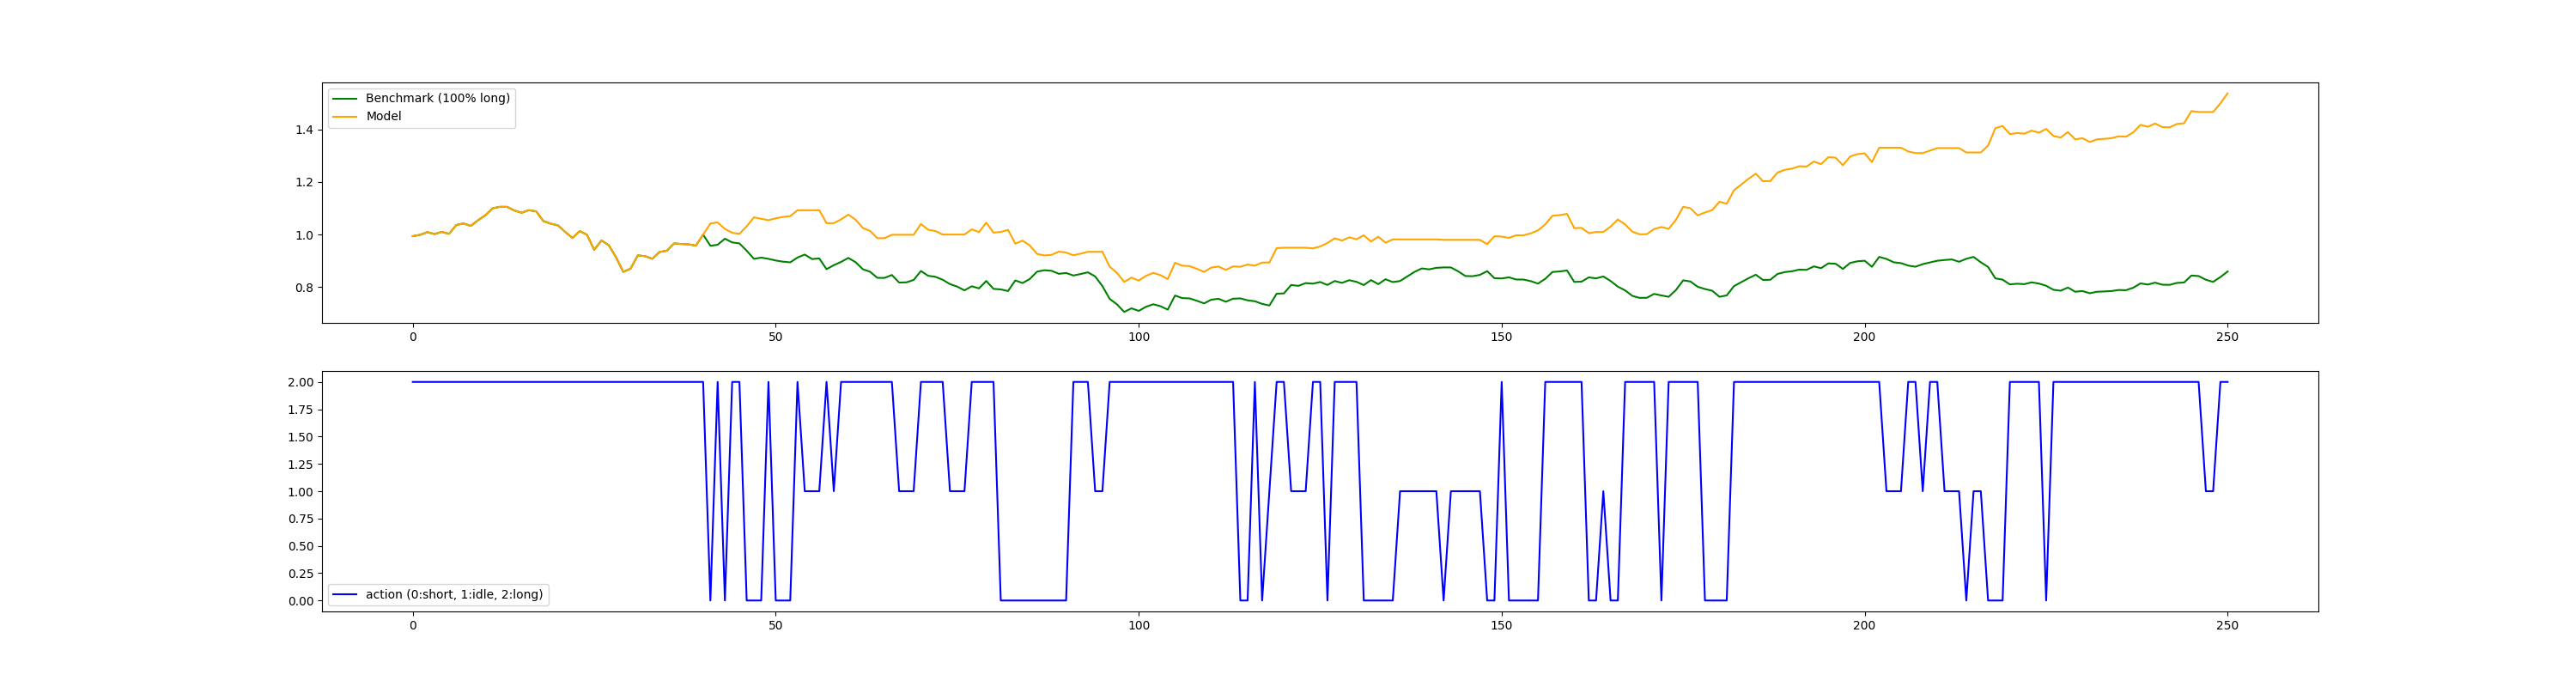 Benchmark (100% long)
Model
1.4
1.2
1.0
0.8
0 50 100 150 200 250
2.00
1.75
1.50
1.25
1.00
0.75
0.50
0.25
0.00
action (0:short, 1:idle, 2:long)
0 50 100 150 200 250